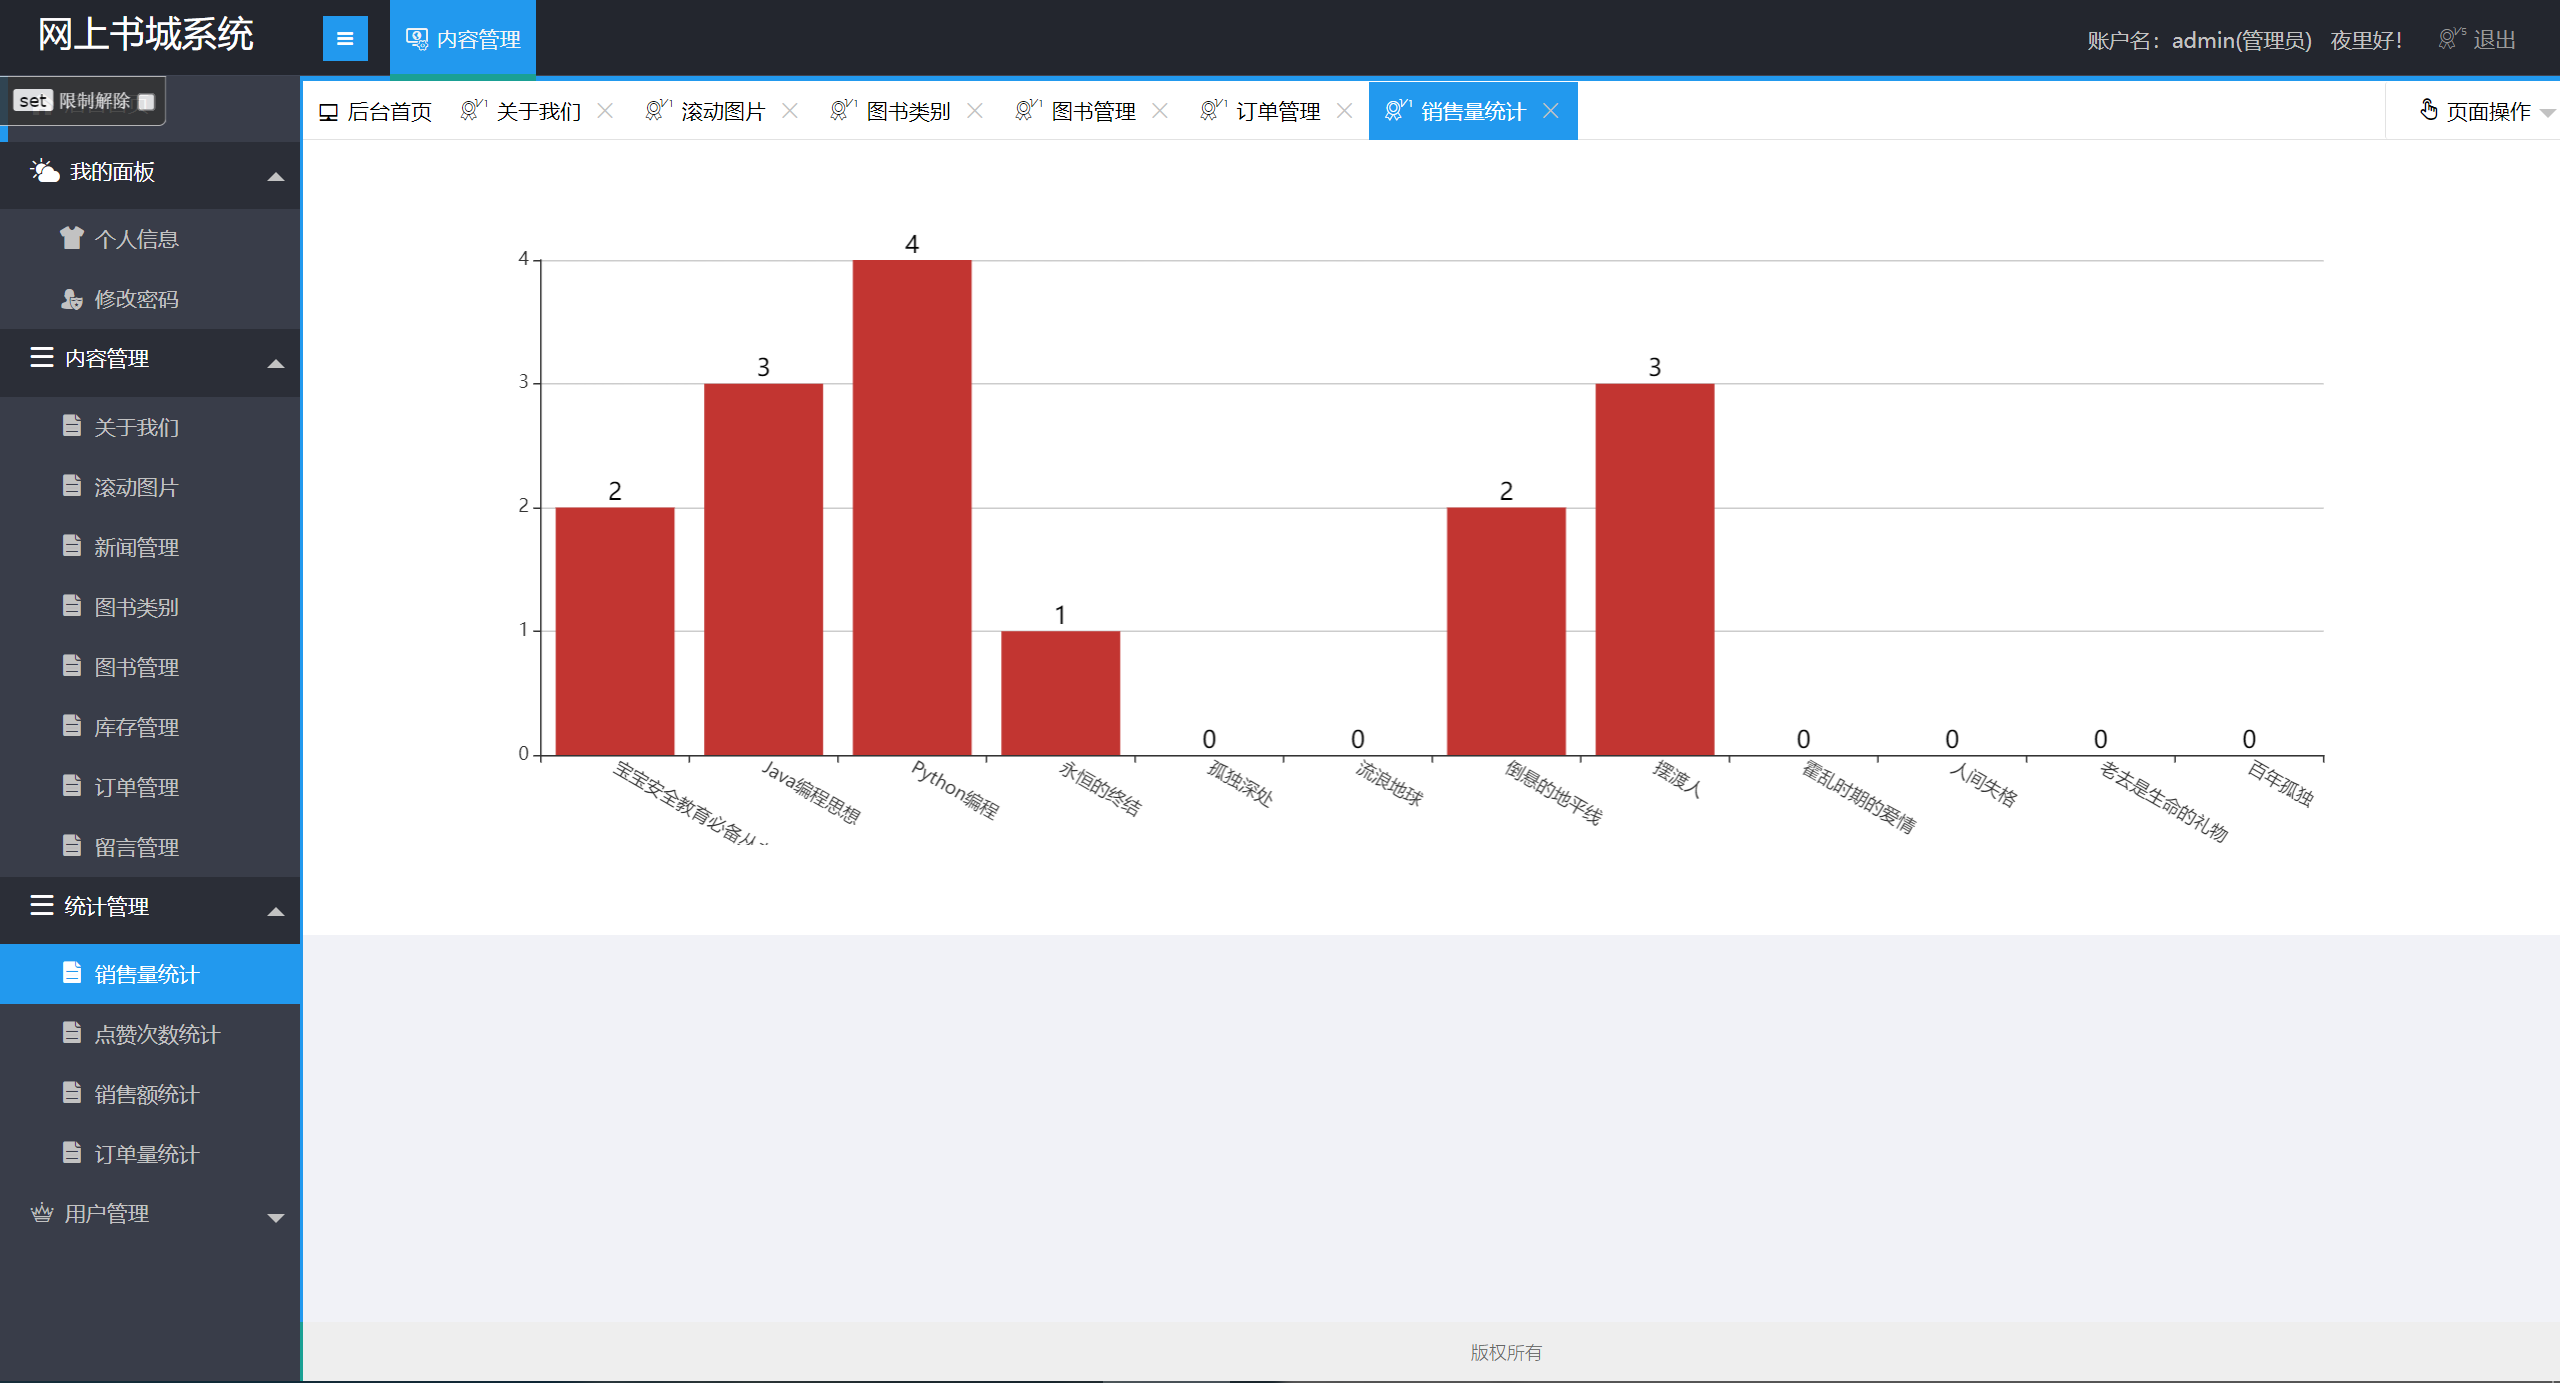 网上书城系统
内容管理
账户名：admin(管理员) 夜里好！ 退出
set 限制解除
后台首页 关于我们 滚动图片 图书类别 图书管理 订单管理 销售量统计 页面操作
我的面板
个人信息
修改密码
内容管理
关于我们
滚动图片
新闻管理
图书类别
图书管理
库存管理
订单管理
留言管理
统计管理
销售量统计
点赞次数统计
销售额统计
订单量统计
用户管理
4
3
2
1
0
2
3
4
1
0
0
2
3
0
0
0
0
宝宝安全教育必备从
Java编程思想
Python编程
永恒的终结
孤独深处
流浪地球
倒悬的地平线
摆渡人
霍乱时期的爱情
人间失格
老去是生命的礼物
百年孤独
版权所有